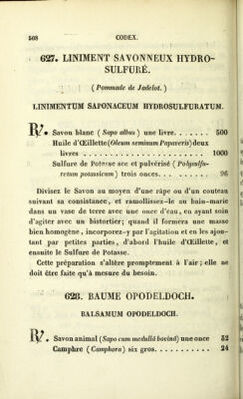 508 CODEX.
627. LINIMENT SAVONNEUX HYDRO-
SULFURÉ.
( Pommade de Jadelot. )
LINIMENTUM SAPONACEUM HYDROSULFURATUM.
R/. Savon blanc ( Sapo albus ) une livre. . . . . . 500
Huile d'Œillette (Oleum seminum Papaveris) deux
livres . . . . . . . . . . . . . . . . . . 1000
Sulfure de Potasse sec et pulvérisé ( Polysulfu-
retum potassicum ) trois onces. . . . . . . . . 96
Divisez le Savon au moyen d'une râpe ou d'un couteau
suivant sa consistance, et ramollissez-le au bain-marie
dans un vase de terre avec une once d'eau, en ayant soin
d'agiter avec un bistortier; quand il formera une masse
bien homogène, incorporez-y par l'agitation et en les ajou-
tant par petites parties, d'abord l'huile d'Œillette, et
ensuite le Sulfure de Potasse.
Cette préparation s'altère promptement à l'air; elle ne
doit être faite qu'à mesure du besoin.
628. BAUME OPODELDOCH.
BALSAMUM OPODELDOCH.
R/. Savon animal (Sapo cum medullâ bovinâ) une once 32
Camphre ( Camphora ) six gros. . . . . . . . . . 24